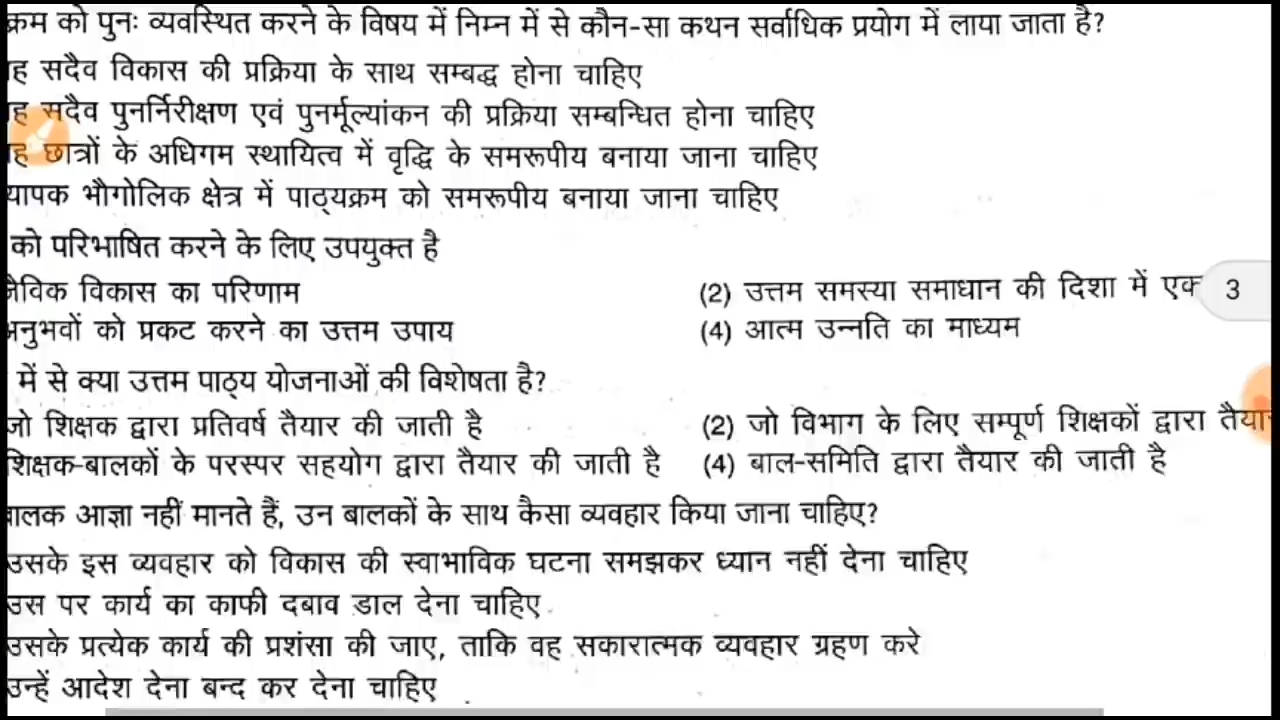 क्रम को पुनः व्यवस्थित करने के विषय में निम्न में से कौन-सा कथन सर्वाधिक प्रयोग में लाया जाता है?
ह सदैव विकास की प्रक्रिया के साथ सम्बद्ध होना चाहिए
ह सदैव पुनर्निरीक्षण एवं पुनर्मूल्यांकन की प्रक्रिया सम्बन्धित होना चाहिए
ह छात्रों के अधिगम स्थायित्व में वृद्धि के समरूपीय बनाया जाना चाहिए
यापक भौगोलिक क्षेत्र में पाठ्यक्रम को समरूपीय बनाया जाना चाहिए
को परिभाषित करने के लिए उपयुक्त है
जैविक विकास का परिणाम (2) उत्तम समस्या समाधान की दिशा में एक 3
अनुभवों को प्रकट करने का उत्तम उपाय (4) आत्म उन्नति का माध्यम
में से क्या उत्तम पाठ्य योजनाओं की विशेषता है?
जो शिक्षक द्वारा प्रतिवर्ष तैयार की जाती है (2) जो विभाग के लिए सम्पूर्ण शिक्षकों द्वारा तैयार
शिक्षक-बालकों के परस्पर सहयोग द्वारा तैयार की जाती है (4) बाल-समिति द्वारा तैयार की जाती है
बालक आज्ञा नहीं मानते हैं, उन बालकों के साथ कैसा व्यवहार किया जाना चाहिए?
उसके इस व्यवहार को विकास की स्वाभाविक घटना समझकर ध्यान नहीं देना चाहिए
उस पर कार्य का काफी दबाव डाल देना चाहिए
उसके प्रत्येक कार्य की प्रशंसा की जाए, ताकि वह सकारात्मक व्यवहार ग्रहण करे
उन्हें आदेश देना बन्द कर देना चाहिए